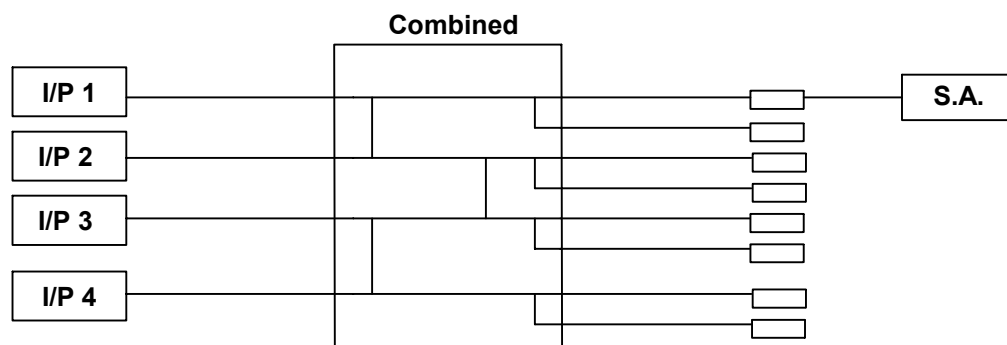 Combined
I/P 1
S.A.
I/P 2
I/P 3
I/P 4